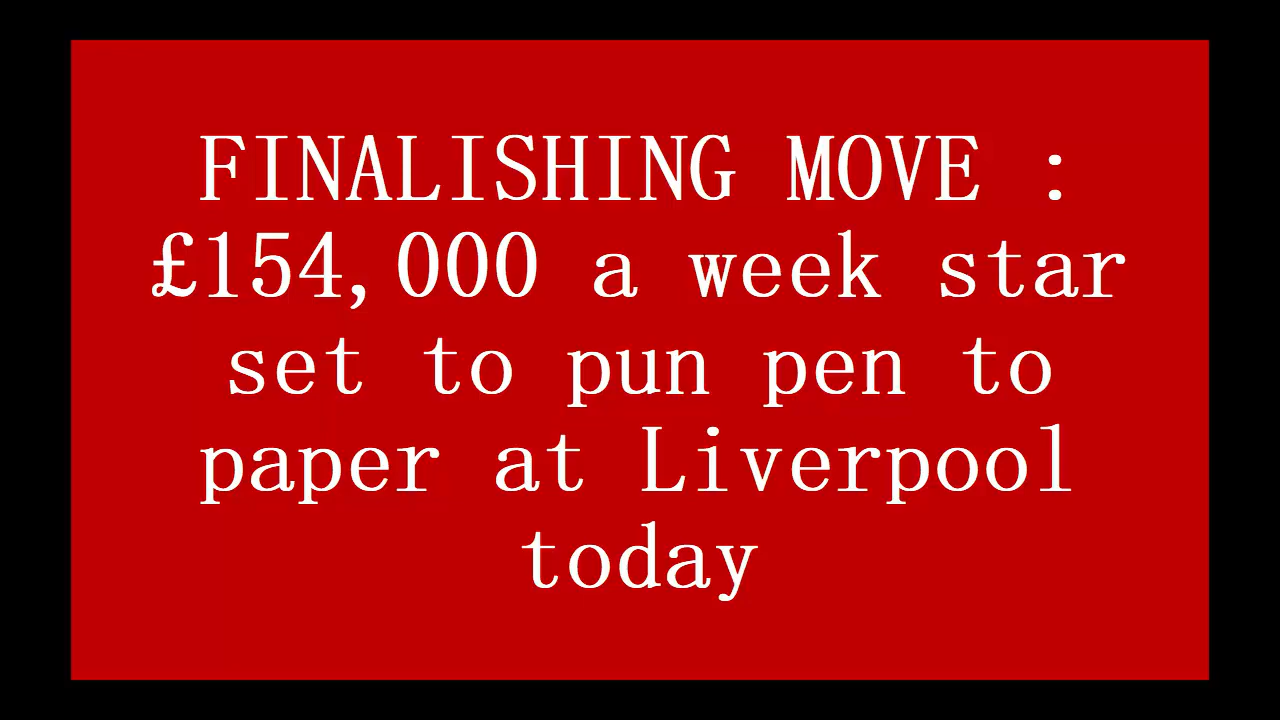 FINALISHING MOVE :
£154,000 a week star
set to pun pen to
paper at Liverpool
today